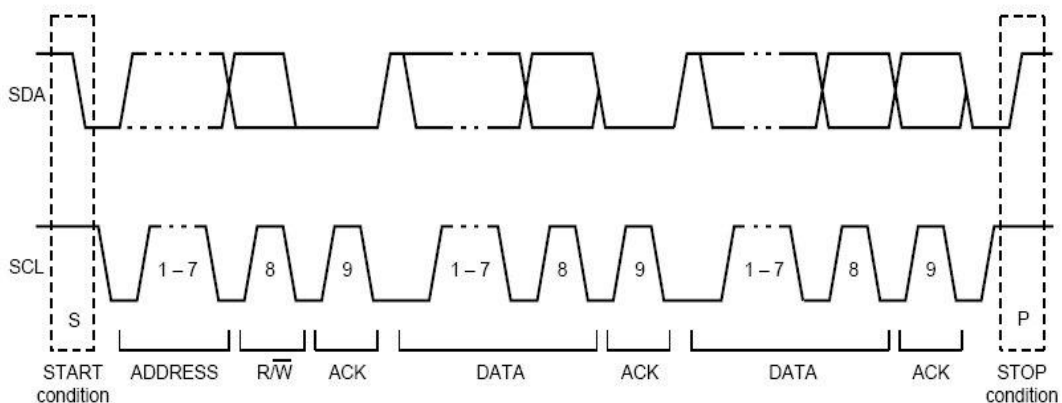 SDA
SCL
1 – 7 8 9 1 – 7 8 9 1 – 7 8 9
S P
START condition ADDRESS R/W̅ ACK DATA ACK DATA ACK STOP condition